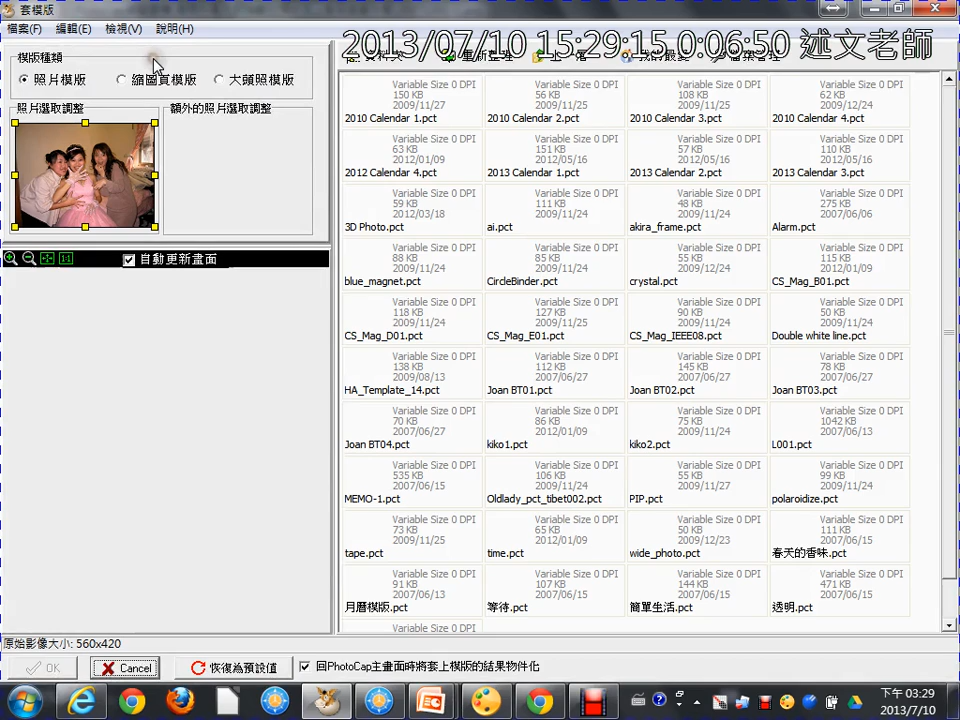 套模版
檔案(F) 編輯(E) 檢視(V) 說明(H)
2013/07/10 15:29:15 0:06:50 述文老師
模版種類
照片模版 縮圖頁模版 大頭照模版
照片選取調整 額外的照片選取調整
自動更新畫面
Variable Size 0 DPI Variable Size 0 DPI Variable Size 0 DPI Variable Size 0 DPI
150 KB 56 KB 108 KB 62 KB
2009/11/27 2009/11/25 2009/11/25 2009/12/24
2010 Calendar 1.pct 2010 Calendar 2.pct 2010 Calendar 3.pct 2010 Calendar 4.pct
Variable Size 0 DPI Variable Size 0 DPI Variable Size 0 DPI Variable Size 0 DPI
63 KB 151 KB 57 KB 110 KB
2012/01/09 2012/05/16 2012/05/16 2012/05/16
2012 Calendar 4.pct 2013 Calendar 1.pct 2013 Calendar 2.pct 2013 Calendar 3.pct
Variable Size 0 DPI Variable Size 0 DPI Variable Size 0 DPI Variable Size 0 DPI
59 KB 111 KB 48 KB 275 KB
2012/03/18 2009/11/24 2009/11/24 2007/06/06
3D Photo.pct ai.pct akira_frame.pct Alarm.pct
Variable Size 0 DPI Variable Size 0 DPI Variable Size 0 DPI Variable Size 0 DPI
88 KB 85 KB 55 KB 115 KB
2009/11/24 2009/11/24 2009/12/24 2012/01/09
blue_magnet.pct CircleBinder.pct crystal.pct CS_Mag_B01.pct
Variable Size 0 DPI Variable Size 0 DPI Variable Size 0 DPI Variable Size 0 DPI
118 KB 127 KB 90 KB 50 KB
2009/11/24 2009/11/25 2009/11/24 2009/11/24
CS_Mag_D01.pct CS_Mag_E01.pct CS_Mag_IEEE08.pct Double white line.pct
Variable Size 0 DPI Variable Size 0 DPI Variable Size 0 DPI Variable Size 0 DPI
138 KB 112 KB 145 KB 78 KB
2009/08/13 2007/06/27 2007/06/27 2007/06/27
HA_Template_14.pct Joan BT01.pct Joan BT02.pct Joan BT03.pct
Variable Size 0 DPI Variable Size 0 DPI Variable Size 0 DPI Variable Size 0 DPI
70 KB 86 KB 75 KB 1042 KB
2007/06/27 2012/01/09 2009/11/24 2007/06/13
Joan BT04.pct kiko1.pct kiko2.pct L001.pct
Variable Size 0 DPI Variable Size 0 DPI Variable Size 0 DPI Variable Size 0 DPI
535 KB 106 KB 55 KB 99 KB
2007/06/15 2009/11/24 2009/11/27 2009/11/24
MEMO-1.pct Oldlady_pct_tibet002.pct PIP.pct polaroidize.pct
Variable Size 0 DPI Variable Size 0 DPI Variable Size 0 DPI Variable Size 0 DPI
73 KB 65 KB 50 KB 111 KB
2009/11/25 2012/01/09 2009/12/23 2007/06/15
tape.pct time.pct wide_photo.pct 春天的香味.pct
Variable Size 0 DPI Variable Size 0 DPI Variable Size 0 DPI Variable Size 0 DPI
91 KB 107 KB 144 KB 471 KB
2007/06/13 2007/06/15 2007/06/15 2007/06/15
月曆模版.pct 等待.pct 簡單生活.pct 透明.pct
Variable Size 0 DPI
原始影像大小: 560x420
OK Cancel 恢復為預設值 回PhotoCap主畫面時將套上模版的結果物件化
下午 03:29
2013/7/10